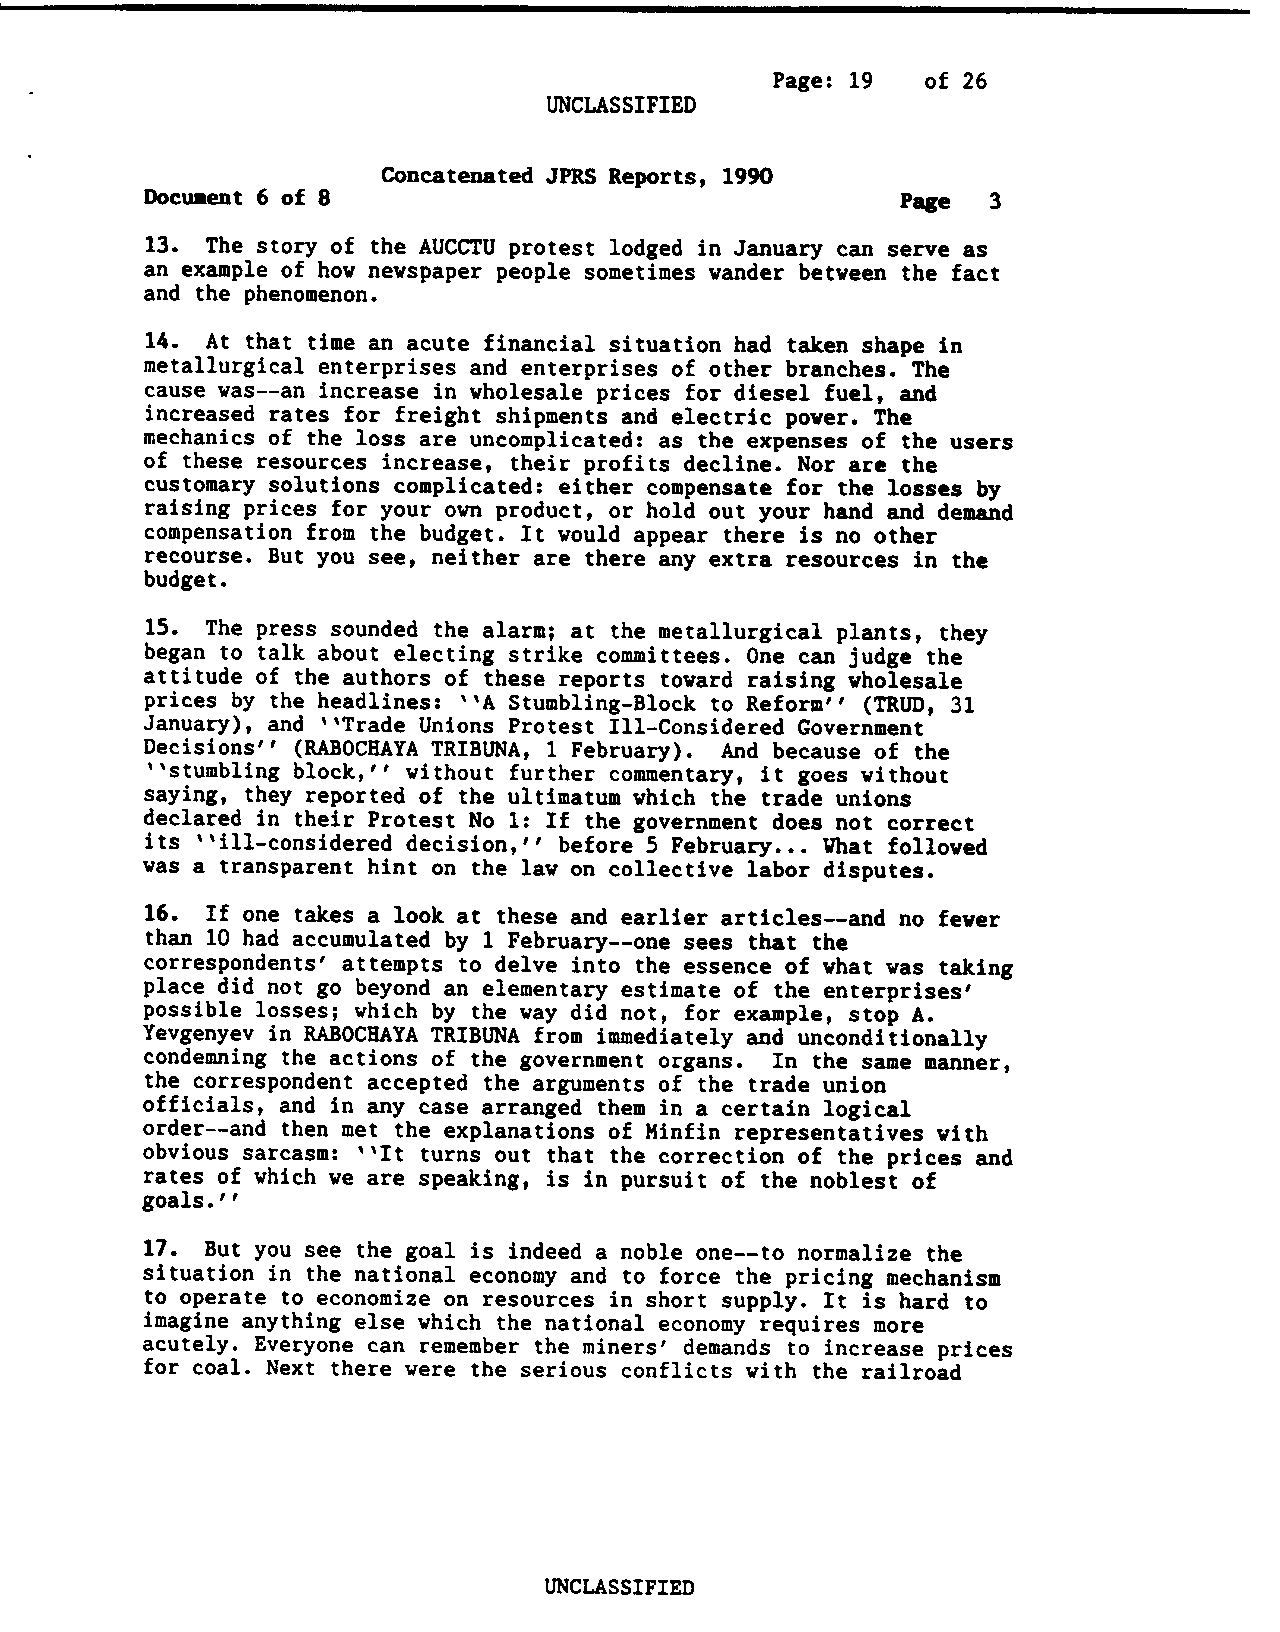 Page: 19 of 26
UNCLASSIFIED
Concatenated JPRS Reports, 1990
Document 6 of 8 Page 3
13. The story of the AUCCTU protest lodged in January can serve as
an example of how newspaper people sometimes wander between the fact
and the phenomenon.
14. At that time an acute financial situation had taken shape in
metallurgical enterprises and enterprises of other branches. The
cause was--an increase in wholesale prices for diesel fuel, and
increased rates for freight shipments and electric power. The
mechanics of the loss are uncomplicated: as the expenses of the users
of these resources increase, their profits decline. Nor are the
customary solutions complicated: either compensate for the losses by
raising prices for your own product, or hold out your hand and demand
compensation from the budget. It would appear there is no other
recourse. But you see, neither are there any extra resources in the
budget.
15. The press sounded the alarm; at the metallurgical plants, they
began to talk about electing strike committees. One can judge the
attitude of the authors of these reports toward raising wholesale
prices by the headlines: ``A Stumbling-Block to Reform'' (TRUD, 31
January), and ``Trade Unions Protest Ill-Considered Government
Decisions'' (RABOCHAYA TRIBUNA, 1 February). And because of the
``stumbling block,'' without further commentary, it goes without
saying, they reported of the ultimatum which the trade unions
declared in their Protest No 1: If the government does not correct
its ``ill-considered decision,'' before 5 February... What followed
was a transparent hint on the law on collective labor disputes.
16. If one takes a look at these and earlier articles--and no fewer
than 10 had accumulated by 1 February--one sees that the
correspondents' attempts to delve into the essence of what was taking
place did not go beyond an elementary estimate of the enterprises'
possible losses; which by the way did not, for example, stop A.
Yevgenyev in RABOCHAYA TRIBUNA from immediately and unconditionally
condemning the actions of the government organs. In the same manner,
the correspondent accepted the arguments of the trade union
officials, and in any case arranged them in a certain logical
order--and then met the explanations of Minfin representatives with
obvious sarcasm: ``It turns out that the correction of the prices and
rates of which we are speaking, is in pursuit of the noblest of
goals.''
17. But you see the goal is indeed a noble one--to normalize the
situation in the national economy and to force the pricing mechanism
to operate to economize on resources in short supply. It is hard to
imagine anything else which the national economy requires more
acutely. Everyone can remember the miners' demands to increase prices
for coal. Next there were the serious conflicts with the railroad
UNCLASSIFIED